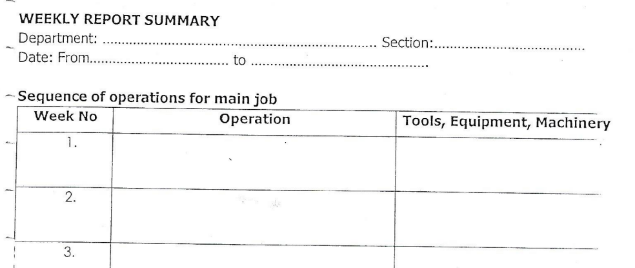 WEEKLY REPORT SUMMARY
Department: .................................................................... Section:......................................
Date: From................................... to .............................................
Sequence of operations for main job
Week No Operation Tools, Equipment, Machinery
1.
2.
3.